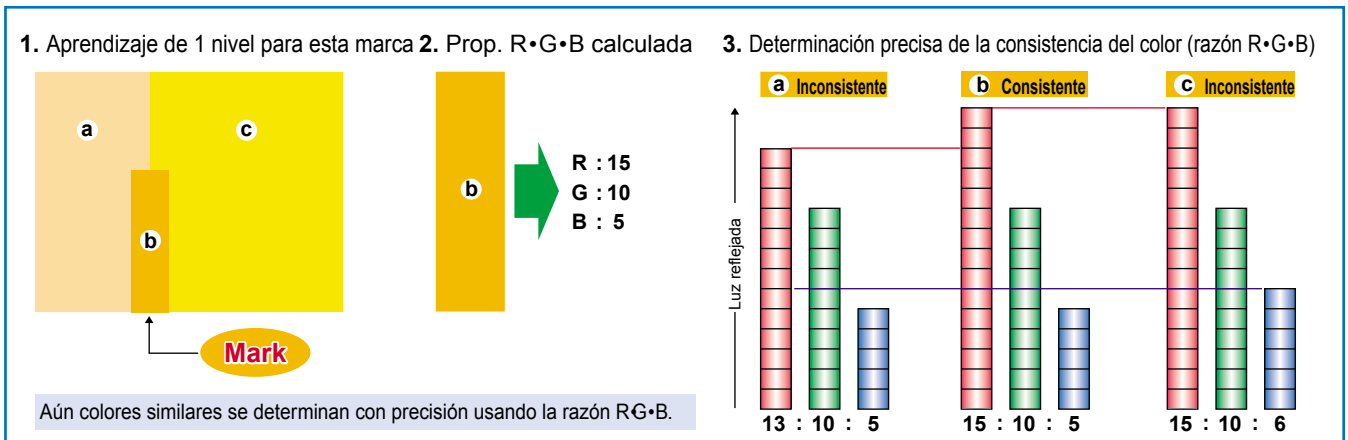 1. Aprendizaje de 1 nivel para esta marca
a
c
b
Mark
Aún colores similares se determinan con precisión usando la razón R•G•B.
2. Prop. R•G•B calculada
b
R : 15
G : 10
B : 5
3. Determinación precisa de la consistencia del color (razón R•G•B)
a Inconsistente
b Consistente
c Inconsistente
Luz reflejada
13 : 10 : 5
15 : 10 : 5
15 : 10 : 6